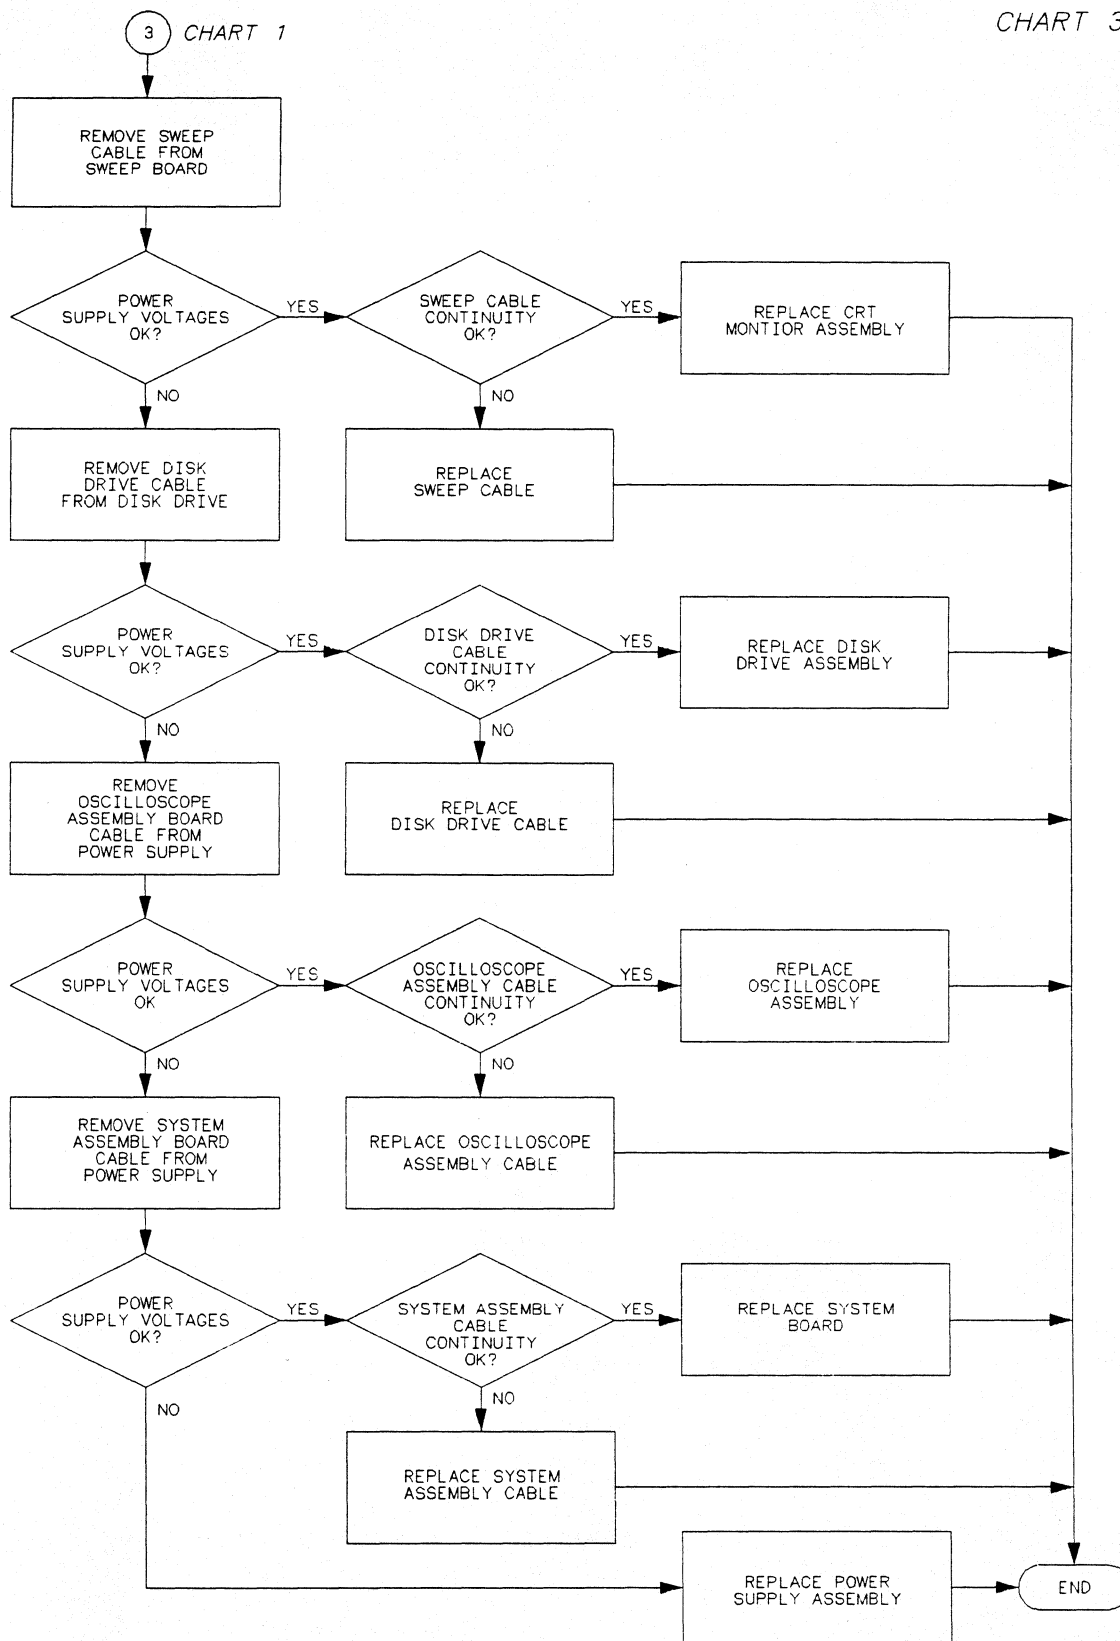 3 CHART 1
CHART 3
REMOVE SWEEP
CABLE FROM
SWEEP BOARD
POWER
SUPPLY VOLTAGES
OK?
YES
SWEEP CABLE
CONTINUITY
OK?
YES
REPLACE CRT
MONTIOR ASSEMBLY
NO
NO
REMOVE DISK
DRIVE CABLE
FROM DISK DRIVE
REPLACE
SWEEP CABLE
POWER
SUPPLY VOLTAGES
OK?
YES
DISK DRIVE
CABLE
CONTINUITY
OK?
YES
REPLACE DISK
DRIVE ASSEMBLY
NO
NO
REMOVE
OSCILLOSCOPE
ASSEMBLY BOARD
CABLE FROM
POWER SUPPLY
REPLACE
DISK DRIVE CABLE
POWER
SUPPLY VOLTAGES
OK
YES
OSCILLOSCOPE
ASSEMBLY CABLE
CONTINUITY
OK?
YES
REPLACE
OSCILLOSCOPE
ASSEMBLY
NO
NO
REMOVE SYSTEM
ASSEMBLY BOARD
CABLE FROM
POWER SUPPLY
REPLACE OSCILLOSCOPE
ASSEMBLY CABLE
POWER
SUPPLY VOLTAGES
OK?
YES
SYSTEM ASSEMBLY
CABLE
CONTINUITY
OK?
YES
REPLACE SYSTEM
BOARD
NO
NO
REPLACE SYSTEM
ASSEMBLY CABLE
REPLACE POWER
SUPPLY ASSEMBLY
END